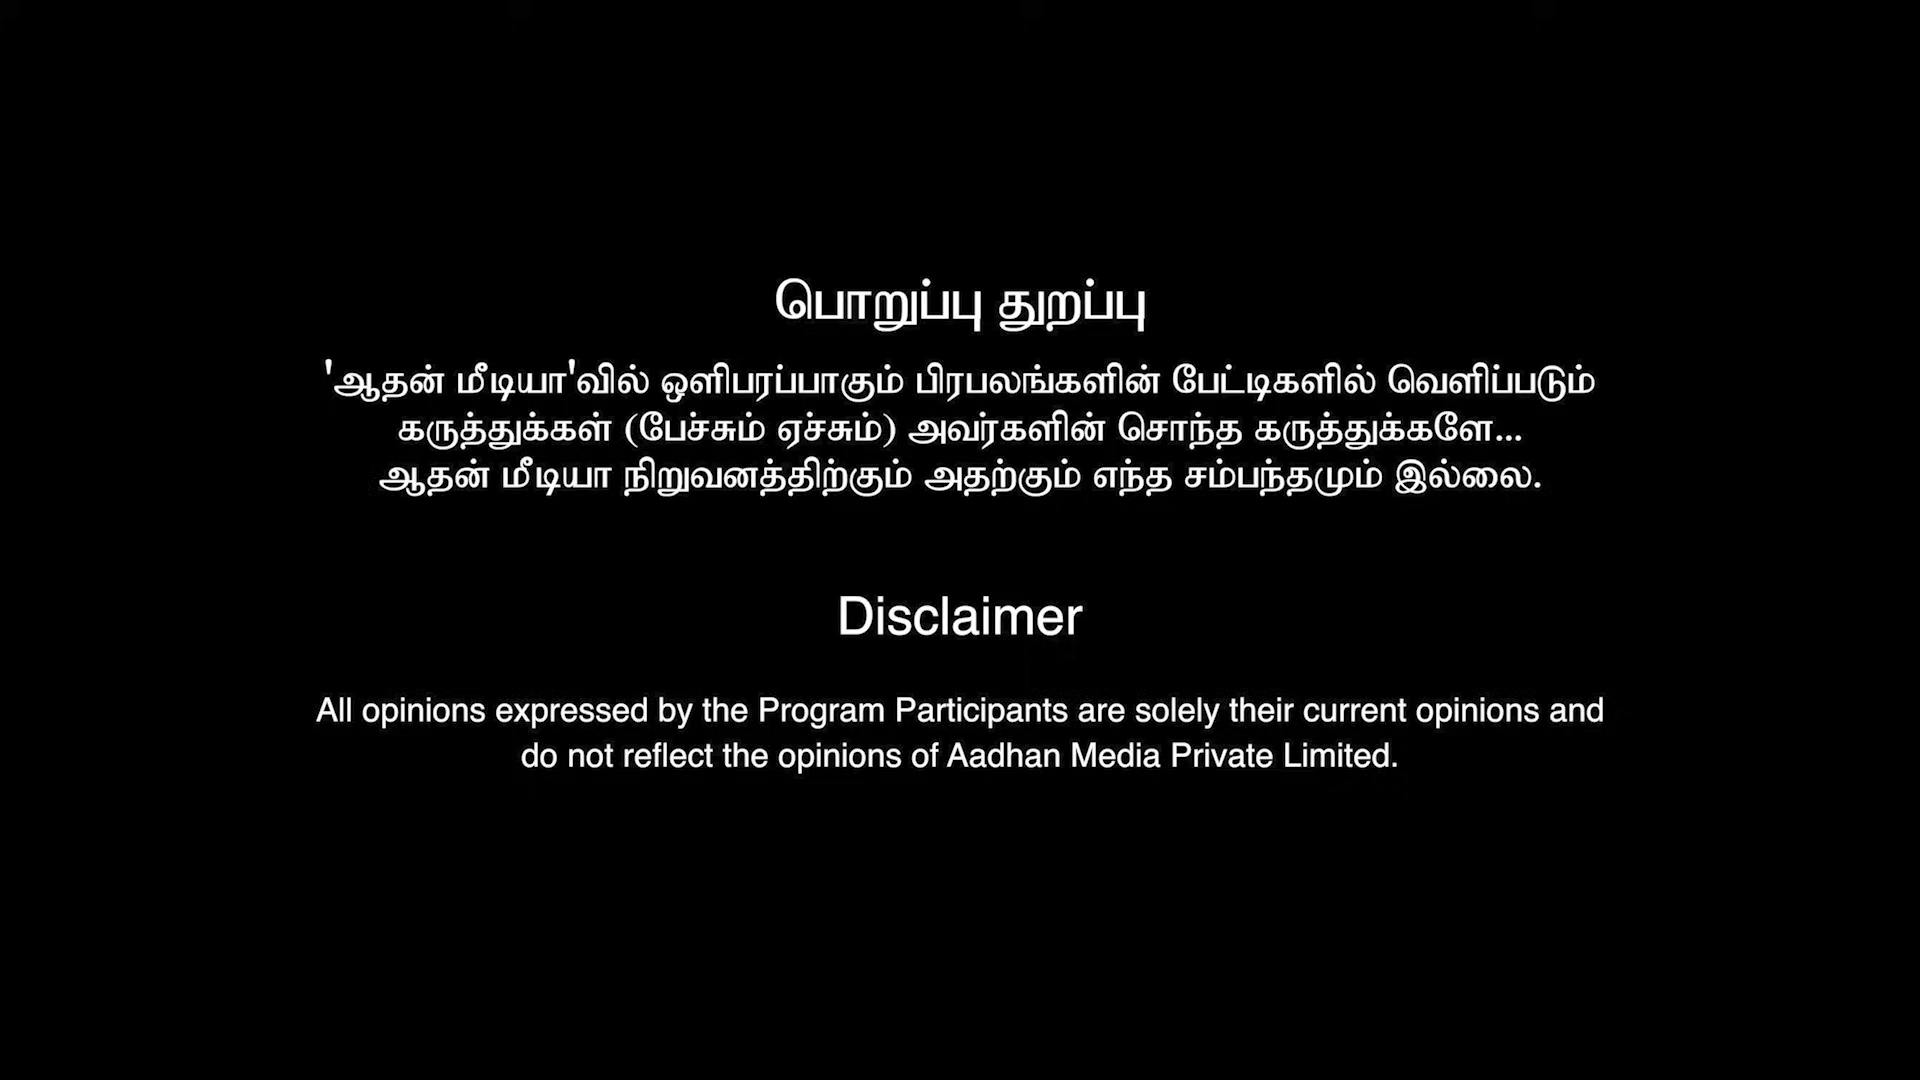 பொறுப்பு துறப்பு
'ஆதன் மீடியா'வில் ஒளிபரப்பாகும் பிரபலங்களின் பேட்டிகளில் வெளிப்படும்
கருத்துக்கள் (பேச்சும் ஏச்சும்) அவர்களின் சொந்த கருத்துக்களே...
ஆதன் மீடியா நிறுவனத்திற்கும் அதற்கும் எந்த சம்பந்தமும் இல்லை.
Disclaimer
All opinions expressed by the Program Participants are solely their current opinions and
do not reflect the opinions of Aadhan Media Private Limited.